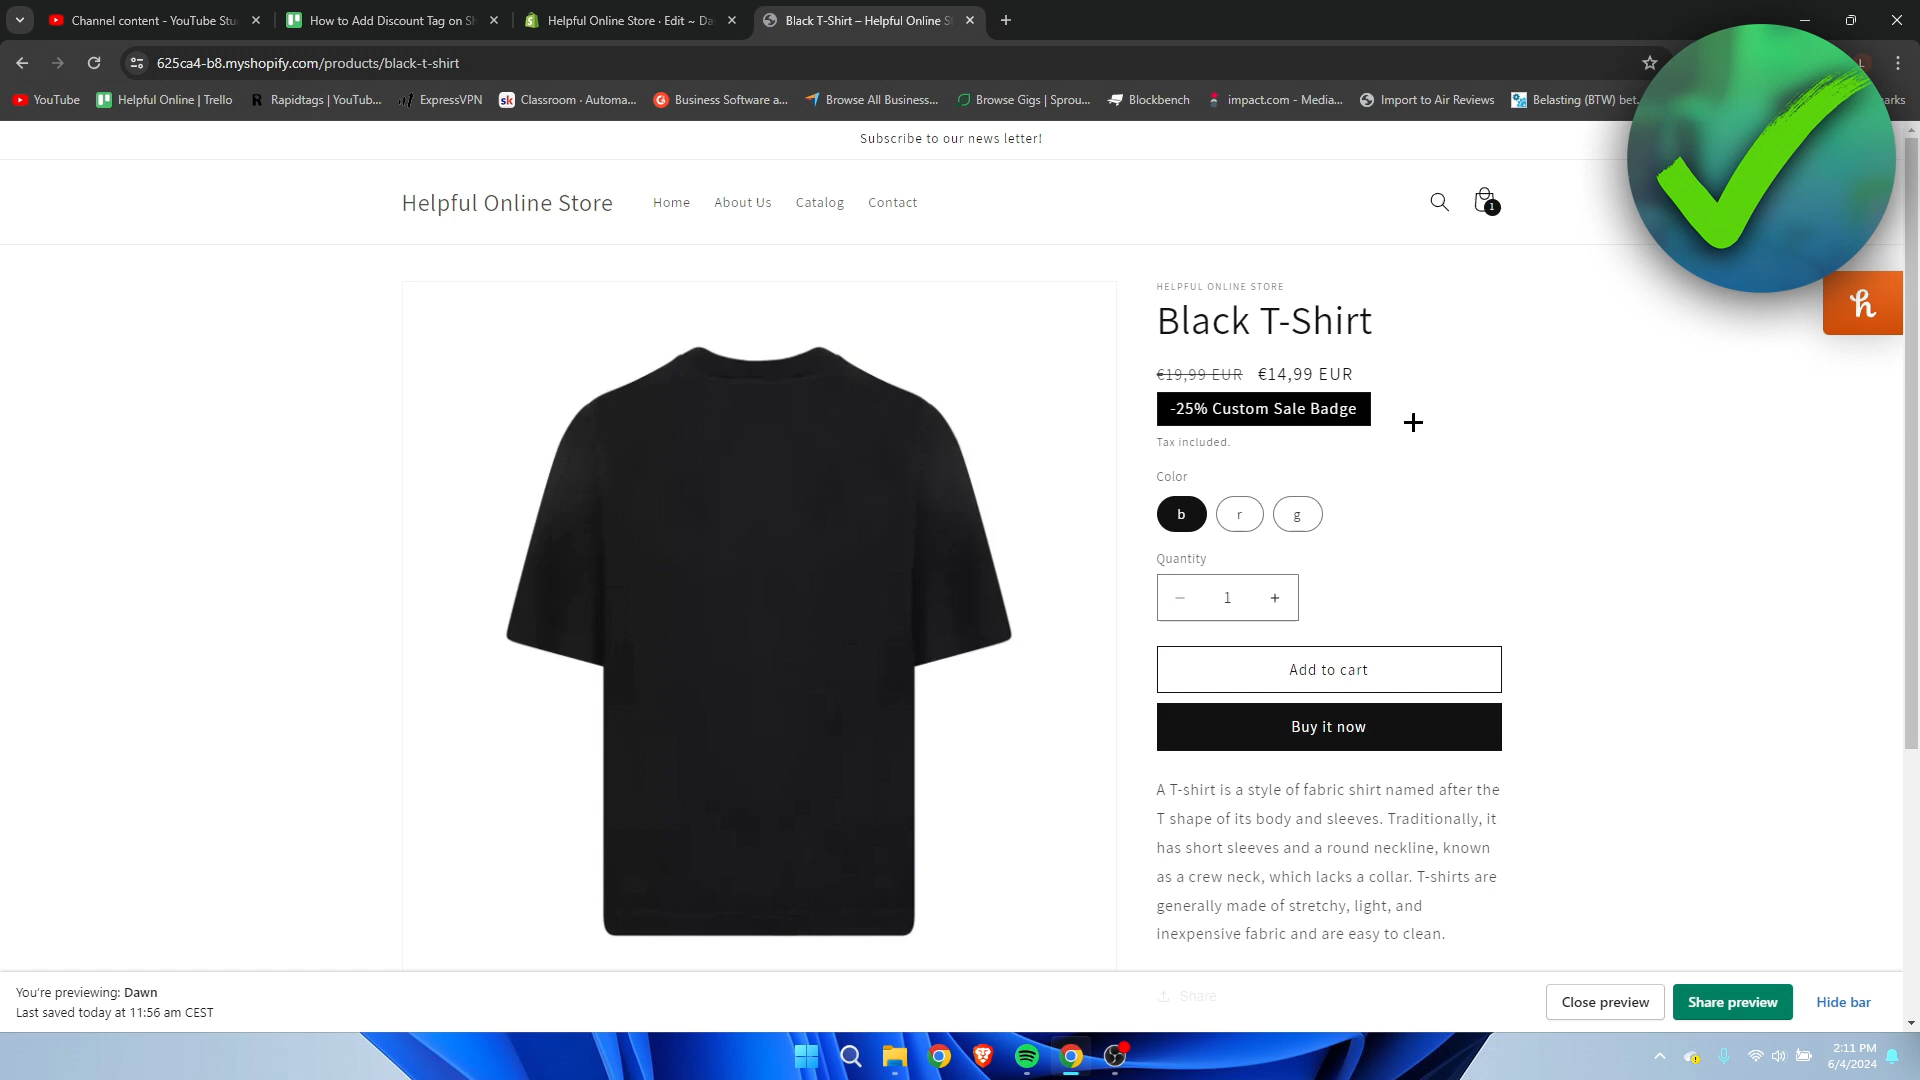 Channel content - YouTube Stu
How to Add Discount Tag on Sh
Helpful Online Store · Edit ~ Da
Black T-Shirt – Helpful Online S
625ca4-b8.myshopify.com/products/black-t-shirt
YouTube
Helpful Online | Trello
Rapidtags | YouTub...
ExpressVPN
Classroom · Automa...
Business Software a...
Browse All Business...
Browse Gigs | Sprou...
Blockbench
impact.com - Media...
Import to Air Reviews
Belasting (BTW) bet..
arks
Subscribe to our news letter!
Helpful Online Store
Home
About Us
Catalog
Contact
1
HELPFUL ONLINE STORE
Black T-Shirt
€19,99 EUR €14,99 EUR
-25% Custom Sale Badge
Tax included.
Color
b
r
g
Quantity
− 1 +
Add to cart
Buy it now
A T-shirt is a style of fabric shirt named after the
T shape of its body and sleeves. Traditionally, it
has short sleeves and a round neckline, known
as a crew neck, which lacks a collar. T-shirts are
generally made of stretchy, light, and
inexpensive fabric and are easy to clean.
Share
You're previewing: Dawn
Last saved today at 11:56 am CEST
Close preview
Share preview
Hide bar
2:11 PM
6/4/2024